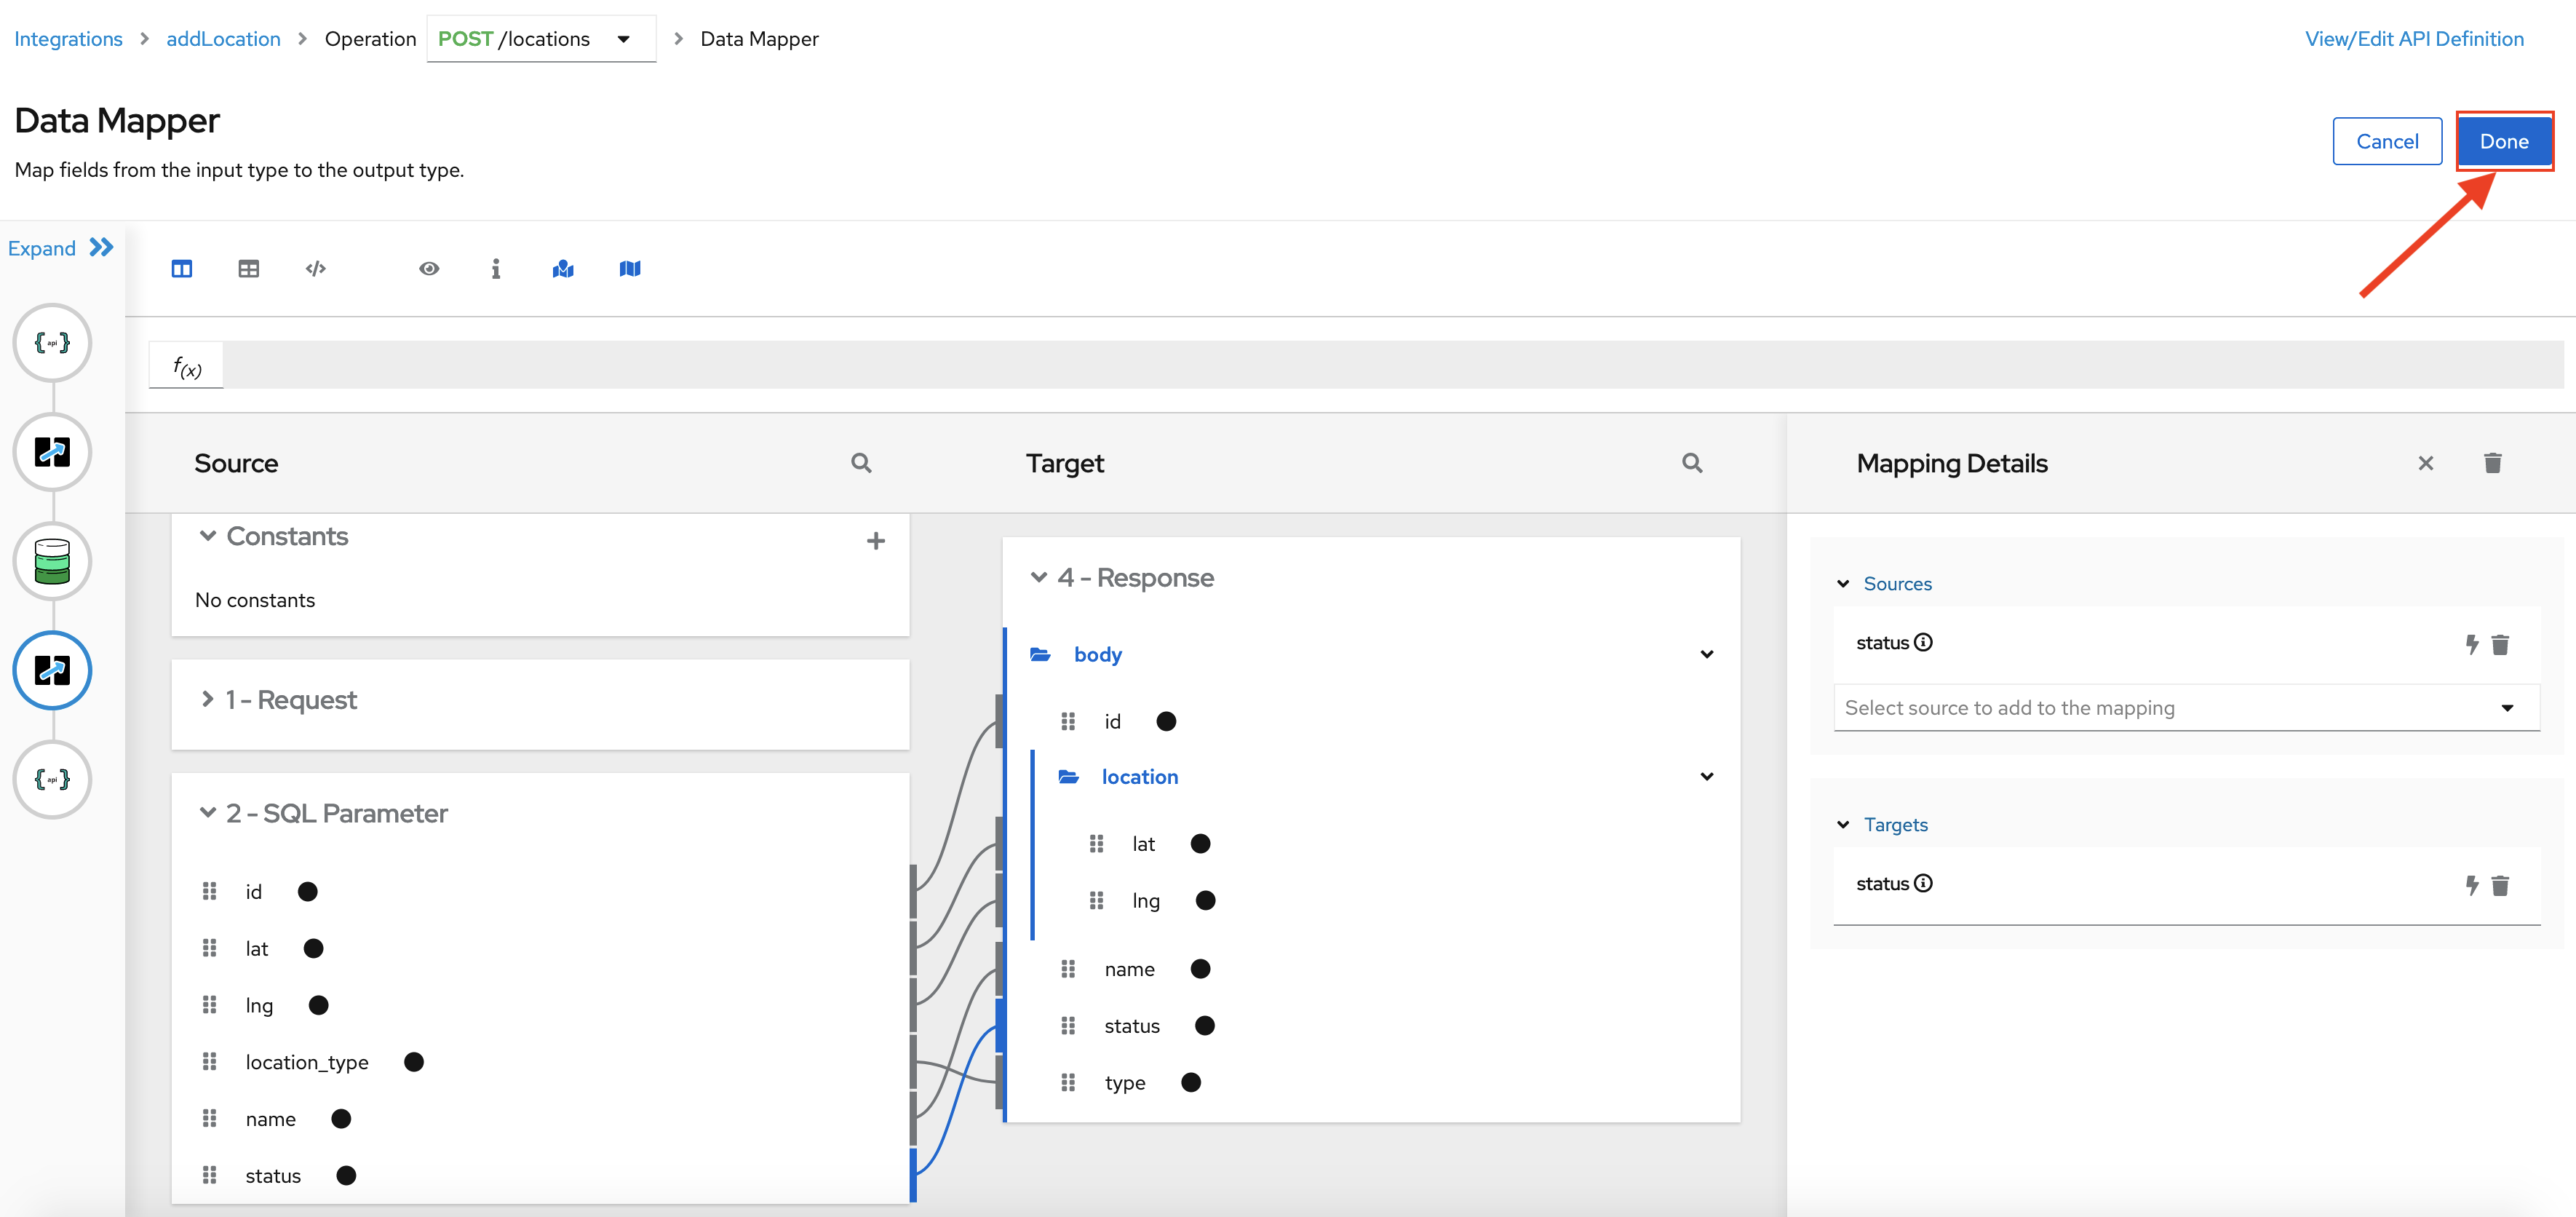 Integrations > addLocation > Operation POST /locations > Data Mapper View/Edit API Definition
Data Mapper
Cancel Done
Map fields from the input type to the output type.
Expand
f(x)
Source Target Mapping Details
Constants
No constants
1 - Request
2 - SQL Parameter
id
lat
lng
location_type
name
status
4 - Response
body
id
location
lat
lng
name
status
type
Sources
status
Select source to add to the mapping
Targets
status
{api}
{api}